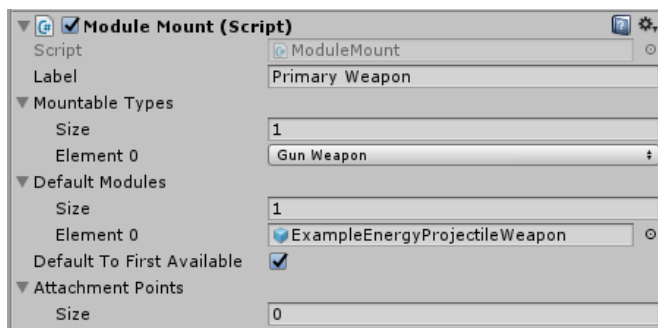 Module Mount (Script)
Script ModuleMount
Label Primary Weapon
Mountable Types
Size 1
Element 0 Gun Weapon
Default Modules
Size 1
Element 0 ExampleEnergyProjectileWeapon
Default To First Available
Attachment Points
Size 0